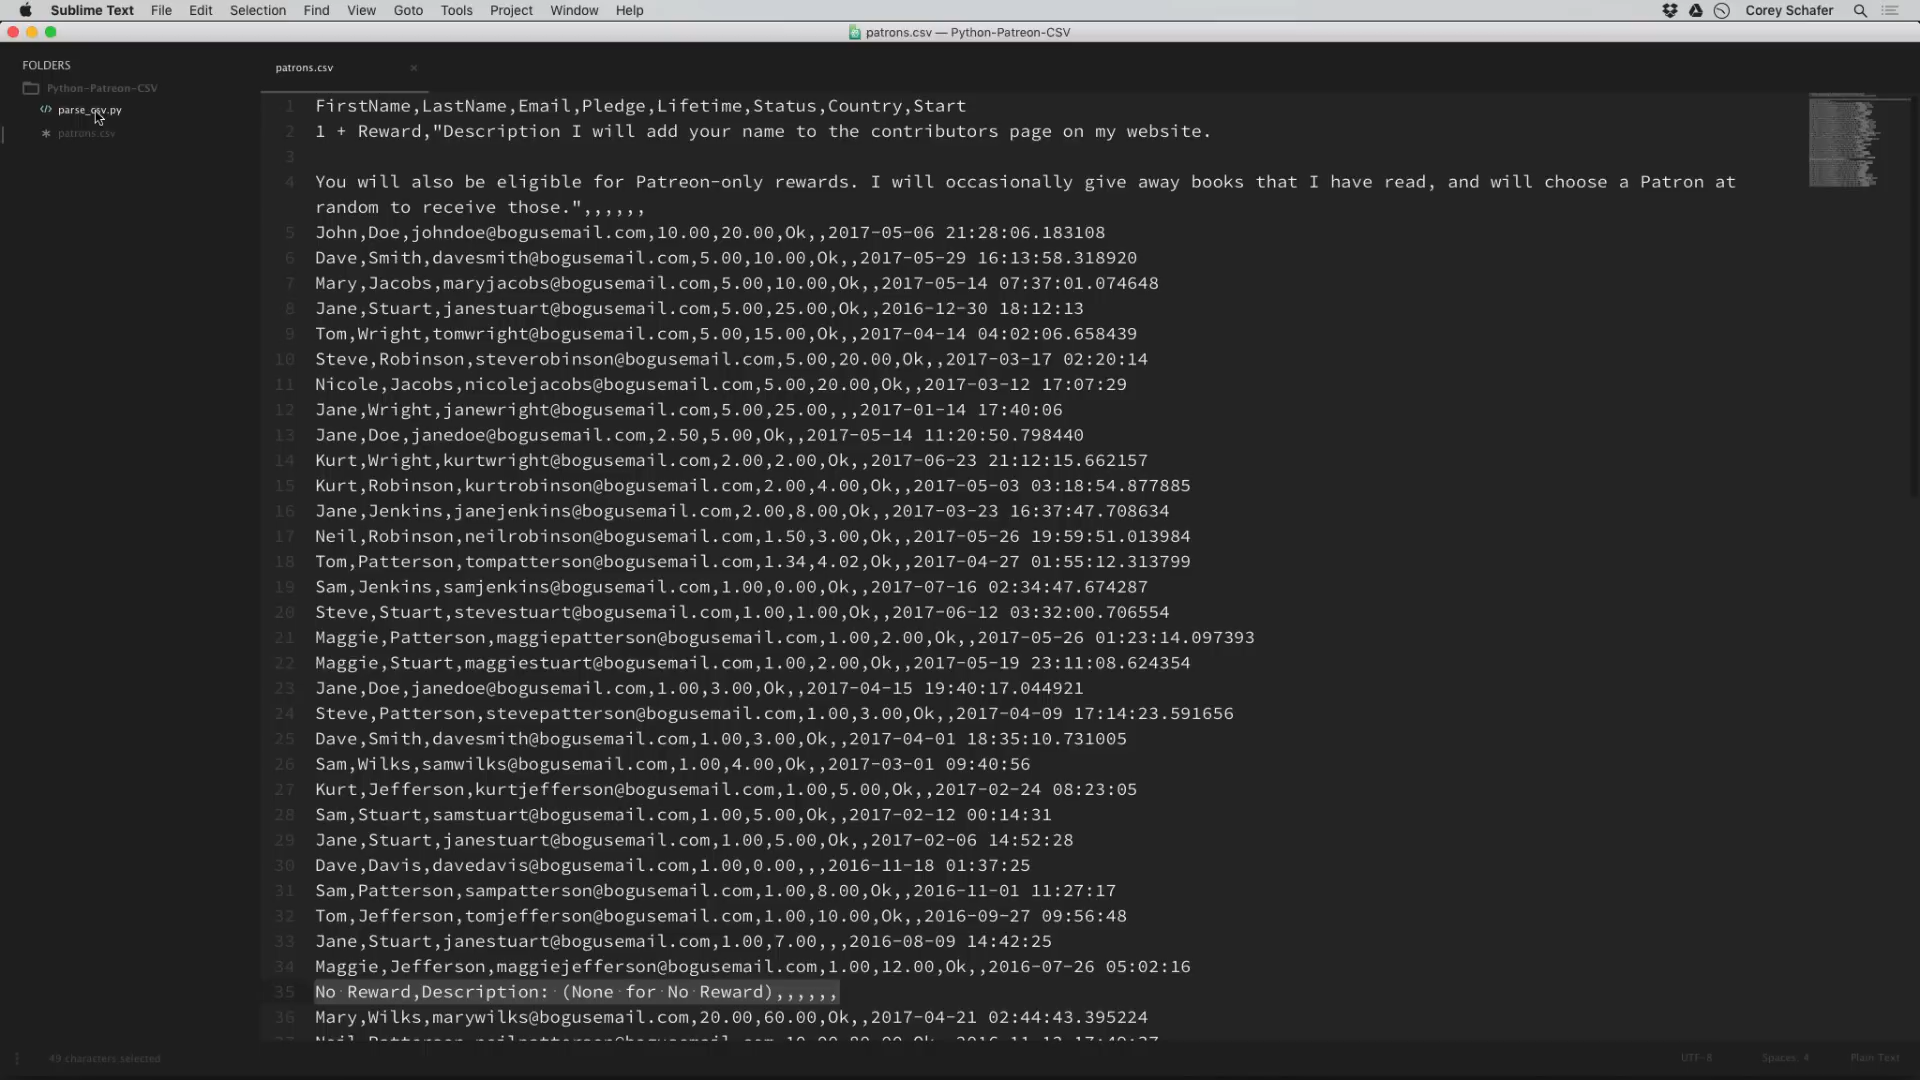 Sublime Text File Edit Selection Find View Goto Tools Project Window Help Corey Schafer
patrons.csv — Python-Patreon-CSV
FOLDERS
Python-Patreon-CSV
parse_csv.py
patrons.csv
patrons.csv ×
1 FirstName,LastName,Email,Pledge,Lifetime,Status,Country,Start
2 1 + Reward,"Description I will add your name to the contributors page on my website.
3
4 You will also be eligible for Patreon-only rewards. I will occasionally give away books that I have read, and will choose a Patron at
random to receive those.",,,,,,
5 John,Doe,johndoe@bogusemail.com,10.00,20.00,Ok,,2017-05-06 21:28:06.183108
6 Dave,Smith,davesmith@bogusemail.com,5.00,10.00,Ok,,2017-05-29 16:13:58.318920
7 Mary,Jacobs,maryjacobs@bogusemail.com,5.00,10.00,Ok,,2017-05-14 07:37:01.074648
8 Jane,Stuart,janestuart@bogusemail.com,5.00,25.00,Ok,,2016-12-30 18:12:13
9 Tom,Wright,tomwright@bogusemail.com,5.00,15.00,Ok,,2017-04-14 04:02:06.658439
10 Steve,Robinson,steverobinson@bogusemail.com,5.00,20.00,Ok,,2017-03-17 02:20:14
11 Nicole,Jacobs,nicolejacobs@bogusemail.com,5.00,20.00,Ok,,2017-03-12 17:07:29
12 Jane,Wright,janewright@bogusemail.com,5.00,25.00,,,2017-01-14 17:40:06
13 Jane,Doe,janedoe@bogusemail.com,2.50,5.00,Ok,,2017-05-14 11:20:50.798440
14 Kurt,Wright,kurtwright@bogusemail.com,2.00,2.00,Ok,,2017-06-23 21:12:15.662157
15 Kurt,Robinson,kurtrobinson@bogusemail.com,2.00,4.00,Ok,,2017-05-03 03:18:54.877885
16 Jane,Jenkins,janejenkins@bogusemail.com,2.00,8.00,Ok,,2017-03-23 16:37:47.708634
17 Neil,Robinson,neilrobinson@bogusemail.com,1.50,3.00,Ok,,2017-05-26 19:59:51.013984
18 Tom,Patterson,tompatterson@bogusemail.com,1.34,4.02,Ok,,2017-04-27 01:55:12.313799
19 Sam,Jenkins,samjenkins@bogusemail.com,1.00,0.00,Ok,,2017-07-16 02:34:47.674287
20 Steve,Stuart,stevestuart@bogusemail.com,1.00,1.00,Ok,,2017-06-12 03:32:00.706554
21 Maggie,Patterson,maggiepatterson@bogusemail.com,1.00,2.00,Ok,,2017-05-26 01:23:14.097393
22 Maggie,Stuart,maggiestuart@bogusemail.com,1.00,2.00,Ok,,2017-05-19 23:11:08.624354
23 Jane,Doe,janedoe@bogusemail.com,1.00,3.00,Ok,,2017-04-15 19:40:17.044921
24 Steve,Patterson,stevepatterson@bogusemail.com,1.00,3.00,Ok,,2017-04-09 17:14:23.591656
25 Dave,Smith,davesmith@bogusemail.com,1.00,3.00,Ok,,2017-04-01 18:35:10.731005
26 Sam,Wilks,samwilks@bogusemail.com,1.00,4.00,Ok,,2017-03-01 09:40:56
27 Kurt,Jefferson,kurtjefferson@bogusemail.com,1.00,5.00,Ok,,2017-02-24 08:23:05
28 Sam,Stuart,samstuart@bogusemail.com,1.00,5.00,Ok,,2017-02-12 00:14:31
29 Jane,Stuart,janestuart@bogusemail.com,1.00,5.00,Ok,,2017-02-06 14:52:28
30 Dave,Davis,davedavis@bogusemail.com,1.00,0.00,,,2016-11-18 01:37:25
31 Sam,Patterson,sampatterson@bogusemail.com,1.00,8.00,Ok,,2016-11-01 11:27:17
32 Tom,Jefferson,tomjefferson@bogusemail.com,1.00,10.00,Ok,,2016-09-27 09:56:48
33 Jane,Stuart,janestuart@bogusemail.com,1.00,7.00,,,2016-08-09 14:42:25
34 Maggie,Jefferson,maggiejefferson@bogusemail.com,1.00,12.00,Ok,,2016-07-26 05:02:16
35 No Reward,Description: (None for No Reward),,,,,,
36 Mary,Wilks,marywilks@bogusemail.com,20.00,60.00,Ok,,2017-04-21 02:44:43.395224
49 characters selected UTF-8 Spaces: 4 Plain Text